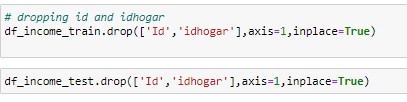 # dropping id and idhogar
df_income_train.drop(['Id','idhogar'],axis=1,inplace=True)
df_income_test.drop(['Id','idhogar'],axis=1,inplace=True)